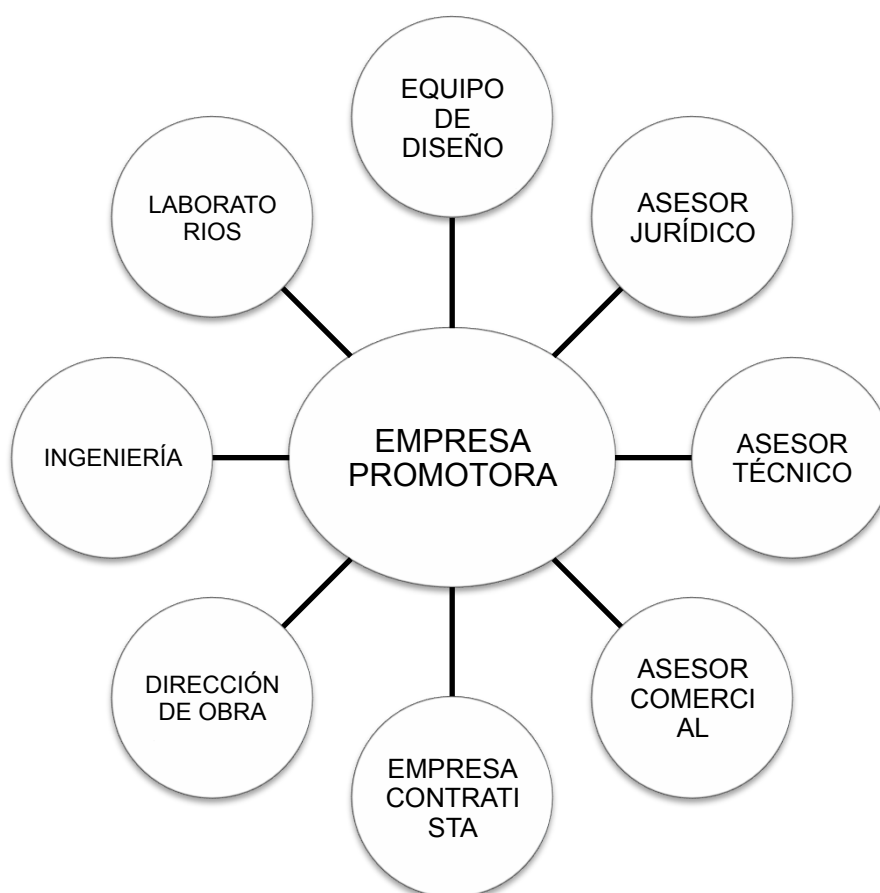 EQUIPO
DE
DISEÑO
LABORATO
RIOS
ASESOR
JURÍDICO
INGENIERÍA
EMPRESA
PROMOTORA
ASESOR
TÉCNICO
DIRECCIÓN
DE OBRA
ASESOR
COMERCI
AL
EMPRESA
CONTRATI
STA